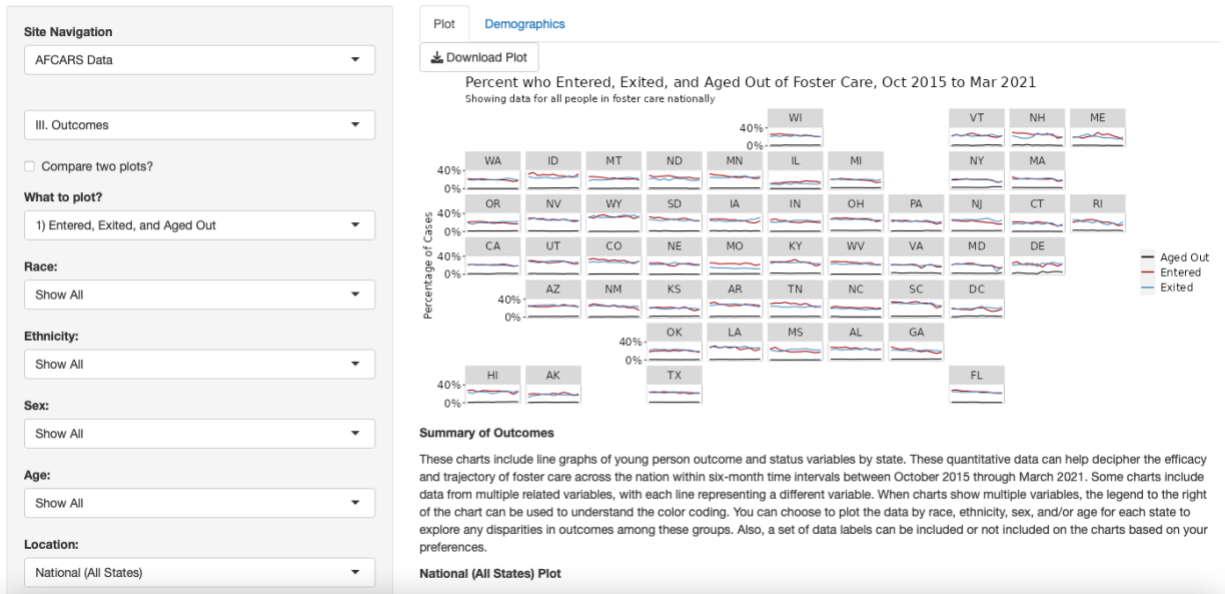 Site Navigation
AFCARS Data
III. Outcomes
Compare two plots?
What to plot?
1) Entered, Exited, and Aged Out
Race:
Show All
Ethnicity:
Show All
Sex:
Show All
Age:
Show All
Location:
National (All States)
Plot Demographics
Download Plot
Percent who Entered, Exited, and Aged Out of Foster Care, Oct 2015 to Mar 2021
Showing data for all people in foster care nationally
WI VT NH ME
40%
0%
WA ID MT ND MN IL MI NY MA
40%
0%
OR NV WY SD IA IN OH PA NJ CT RI
40%
0%
CA UT CO NE MO KY WV VA MD DE
40%
0%
AZ NM KS AR TN NC SC DC
40%
0%
OK LA MS AL GA
40%
0%
HI AK TX FL
40%
0%
Percentage of Cases
Aged Out
Entered
Exited
Summary of Outcomes
These charts include line graphs of young person outcome and status variables by state. These quantitative data can help decipher the efficacy
and trajectory of foster care across the nation within six-month time intervals between October 2015 through March 2021. Some charts include
data from multiple related variables, with each line representing a different variable. When charts show multiple variables, the legend to the right
of the chart can be used to understand the color coding. You can choose to plot the data by race, ethnicity, sex, and/or age for each state to
explore any disparities in outcomes among these groups. Also, a set of data labels can be included or not included on the charts based on your
preferences.
National (All States) Plot